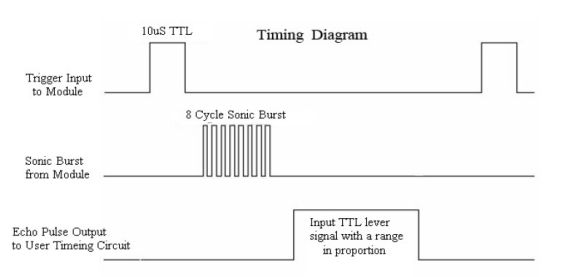 10uS TTL
Timing Diagram
Trigger Input
to Module
8 Cycle Sonic Burst
Sonic Burst
from Module
Input TTL lever
signal with a range
in proportion
Echo Pulse Output
to User Timeing Circuit